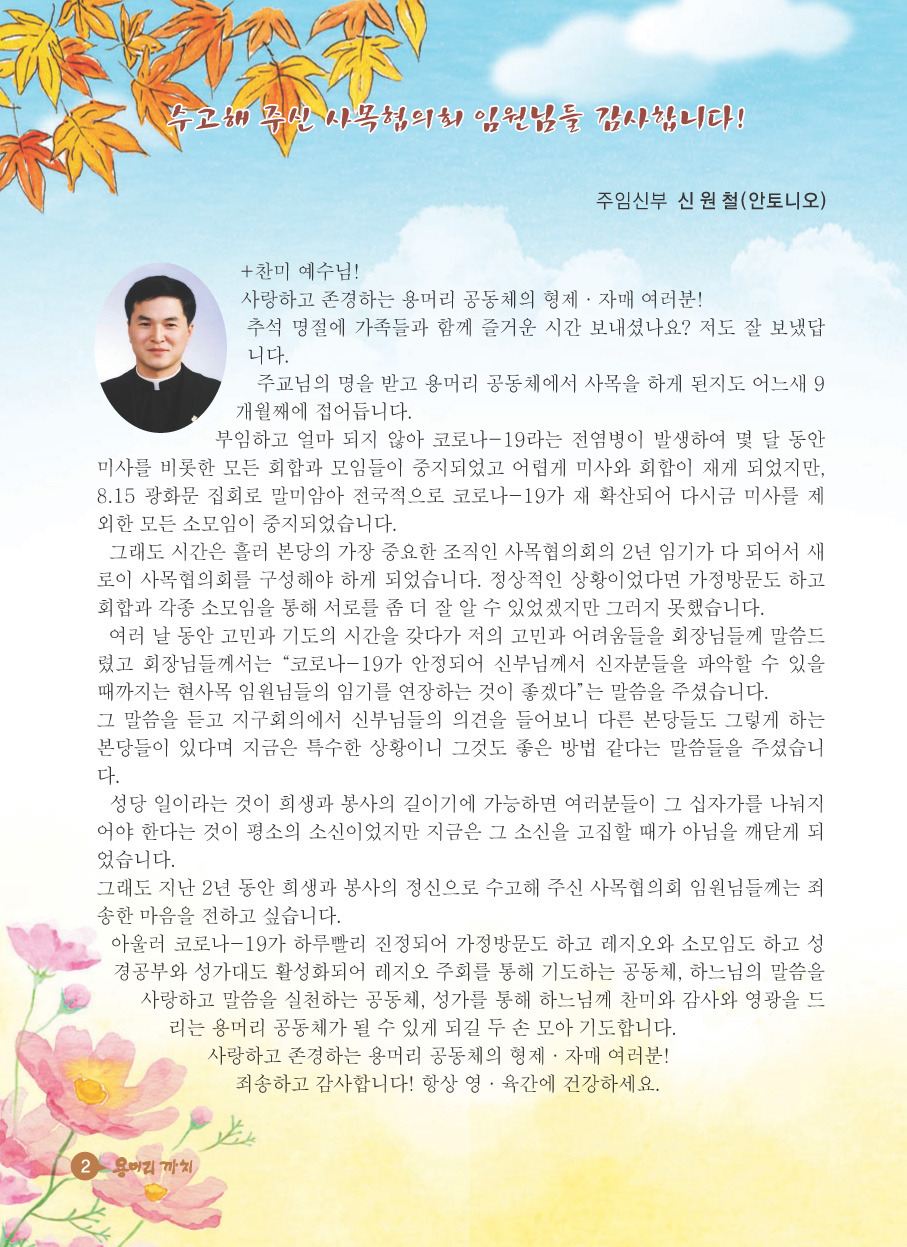 수고해 주신 사목협의회 임원님들 감사합니다!
주임신부 신 원 철(안토니오)
+찬미 예수님!
사랑하고 존경하는 용머리 공동체의 형제·자매 여러분!
추석 명절에 가족들과 함께 즐거운 시간 보내셨나요? 저도 잘 보냈답
니다.
주교님의 명을 받고 용머리 공동체에서 사목을 하게 된지도 어느새 9
개월째에 접어듭니다.
부임하고 얼마 되지 않아 코로나-19라는 전염병이 발생하여 몇 달 동안
미사를 비롯한 모든 회합과 모임들이 중지되었고 어렵게 미사와 회합이 재게 되었지만,
8.15 광화문 집회로 말미암아 전국적으로 코로나-19가 재 확산되어 다시금 미사를 제
외한 모든 소모임이 중지되었습니다.
그래도 시간은 흘러 본당의 가장 중요한 조직인 사목협의회의 2년 임기가 다 되어서 새
로이 사목협의회를 구성해야 하게 되었습니다. 정상적인 상황이었다면 가정방문도 하고
회합과 각종 소모임을 통해 서로를 좀 더 잘 알 수 있었겠지만 그러지 못했습니다.
여러 날 동안 고민과 기도의 시간을 갖다가 저의 고민과 어려움들을 회장님들께 말씀드
렸고 회장님들께서는 “코로나-19가 안정되어 신부님께서 신자분들을 파악할 수 있을
때까지는 현사목 임원님들의 임기를 연장하는 것이 좋겠다”는 말씀을 주셨습니다.
그 말씀을 듣고 지구회의에서 신부님들의 의견을 들어보니 다른 본당들도 그렇게 하는
본당들이 있다며 지금은 특수한 상황이니 그것도 좋은 방법 같다는 말씀들을 주셨습니
다.
성당 일이라는 것이 희생과 봉사의 길이기에 가능하면 여러분들이 그 십자가를 나눠지
어야 한다는 것이 평소의 소신이었지만 지금은 그 소신을 고집할 때가 아님을 깨닫게 되
었습니다.
그래도 지난 2년 동안 희생과 봉사의 정신으로 수고해 주신 사목협의회 임원님들께는 죄
송한 마음을 전하고 싶습니다.
아울러 코로나-19가 하루빨리 진정되어 가정방문도 하고 레지오와 소모임도 하고 성
경공부와 성가대도 활성화되어 레지오 주회를 통해 기도하는 공동체, 하느님의 말씀을
사랑하고 말씀을 실천하는 공동체, 성가를 통해 하느님께 찬미와 감사와 영광을 드
리는 용머리 공동체가 될 수 있게 되길 두 손 모아 기도합니다.
사랑하고 존경하는 용머리 공동체의 형제·자매 여러분!
죄송하고 감사합니다! 항상 영·육간에 건강하세요.
2 용머리 까치